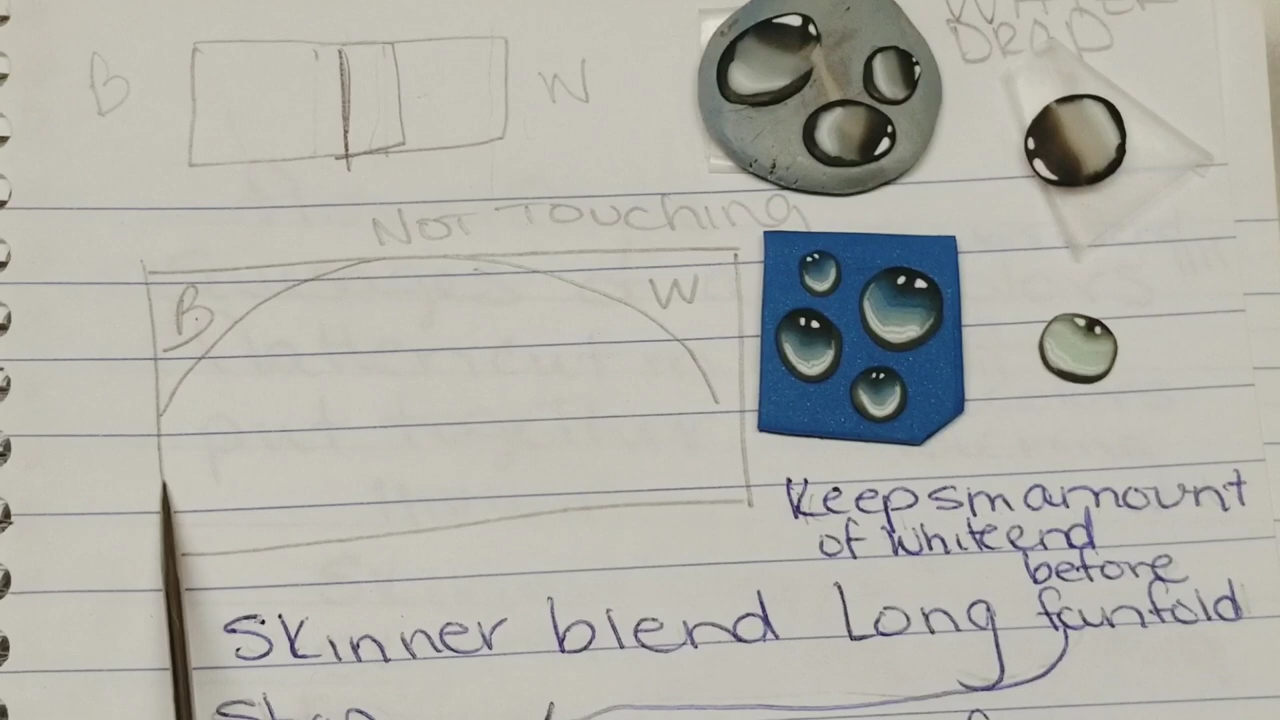 WATER
DROP
B
W
NOT TOUching
B
W
Keep sm amount
of white end
before
Skinner blend Long fanfold